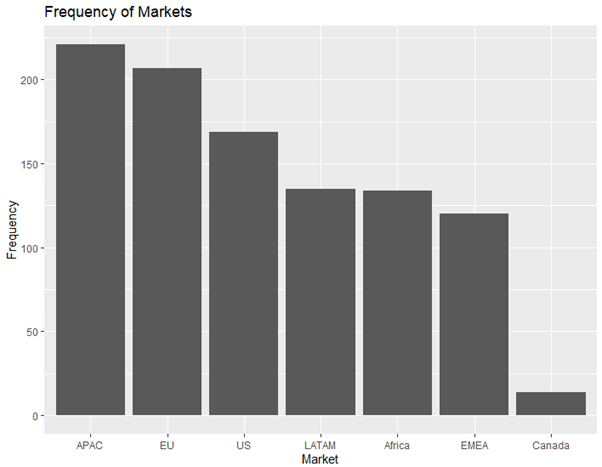 Frequency of Markets
Frequency
200
150
100
50
0
APAC EU US LATAM Africa EMEA Canada
Market